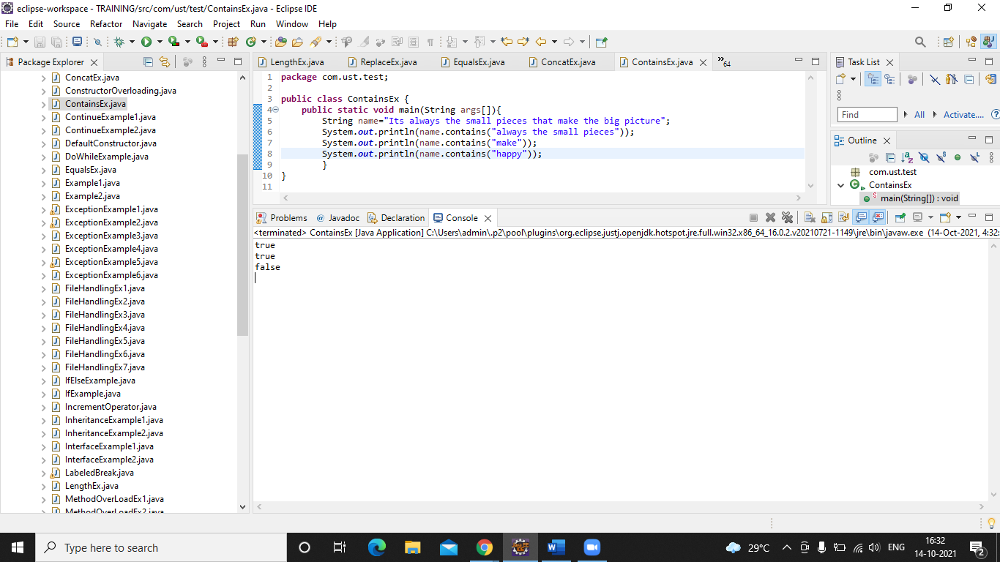 eclipse-workspace - TRAINING/src/com/ust/test/ContainsEx.java - Eclipse IDE
File Edit Source Refactor Navigate Search Project Run Window Help
Package Explorer
ConcatEx.java
ConstructorOverloading.java
ContainsEx.java
ContinueExample1.java
ContinueExample2.java
DefaultConstructor.java
DoWhileExample.java
EqualsEx.java
Example1.java
Example2.java
ExceptionExample1.java
ExceptionExample2.java
ExceptionExample3.java
ExceptionExample4.java
ExceptionExample5.java
ExceptionExample6.java
FileHandlingEx1.java
FileHandlingEx2.java
FileHandlingEx3.java
FileHandlingEx4.java
FileHandlingEx5.java
FileHandlingEx6.java
FileHandlingEx7.java
IfElseExample.java
IfExample.java
IncrementOperator.java
InheritanceExample1.java
InheritanceExample2.java
InterfaceExample1.java
InterfaceExample2.java
LabeledBreak.java
LengthEx.java
MethodOverLoadEx1.java
MethodOverLoadEx2.java
LengthEx.java ReplaceEx.java EqualsEx.java ConcatEx.java ContainsEx.java »64
1 package com.ust.test;
2
3 public class ContainsEx {
4 public static void main(String args[]){
5 String name="Its always the small pieces that make the big picture";
6 System.out.println(name.contains("always the small pieces"));
7 System.out.println(name.contains("make"));
8 System.out.println(name.contains("happy"));
9 }
10 }
11
Task List
Find All Activate....
Outline
com.ust.test
ContainsEx
main(String[]) : void
Problems Javadoc Declaration Console
<terminated> ContainsEx [Java Application] C:\Users\admin\.p2\pool\plugins\org.eclipse.justj.openjdk.hotspot.jre.full.win32.x86_64_16.0.2.v20210721-1149\jre\bin\javaw.exe (14-Oct-2021, 4:32:
true
true
false
Type here to search
29°C
ENG
16:32
14-10-2021
2